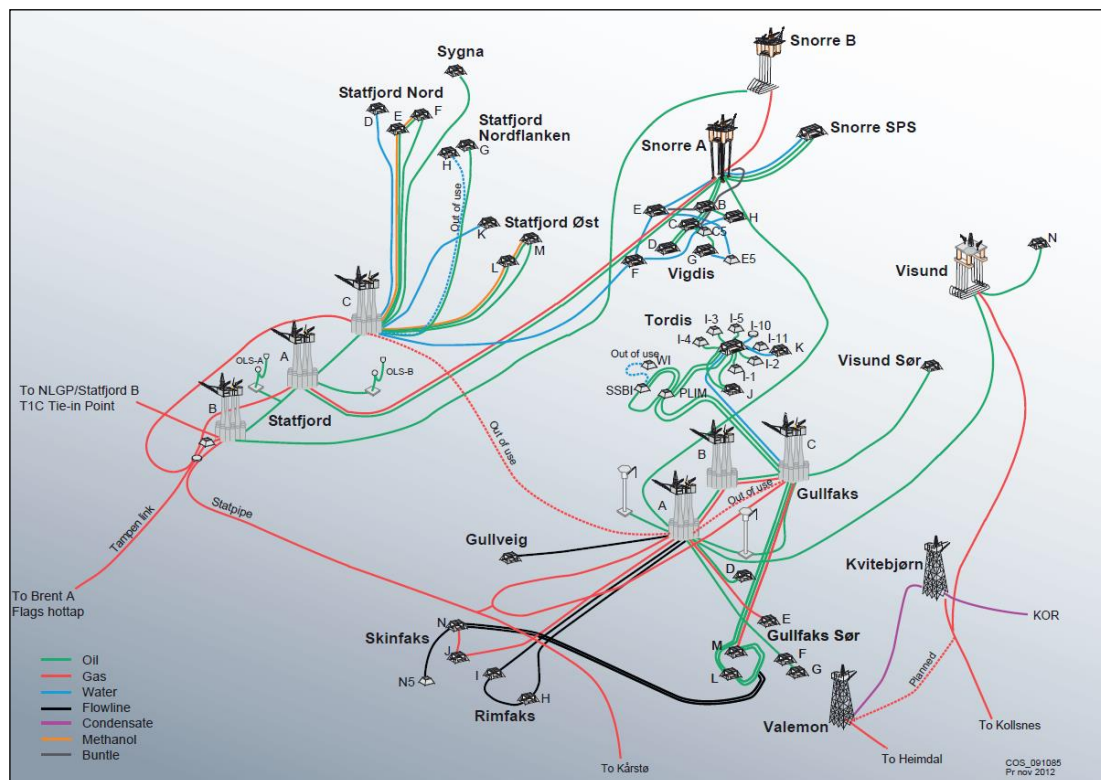 Snorre B
Sygna
Statfjord Nord
D
E
F
Statfjord
Nordflanken
H
G
Out of use
Snorre A
Snorre SPS
K
Statfjord Øst
L
M
E
B
H
C
C5
D
G
E5
F
Vigdis
Visund
N
C
A
B
OLS-A
OLS-B
Statfjord
To NLGP/Statfjord B
T1C Tie-in Point
Tordis
I-3
I-5
I-10
I-4
I-11
K
I-2
I-1
J
Out of use
WI
SSBI
PLIM
Visund Sør
Out of use
B
C
A
Out of use
Gullfaks
Statpipe
Tampen link
To Brent A
Flags hottap
Gullveig
D
E
Gullfaks Sør
M
F
L
G
Kvitebjørn
KOR
Skinfaks
N
J
N5
I
H
Rimfaks
Planned
Valemon
To Kollsnes
To Heimdal
To Kårstø
Oil
Gas
Water
Flowline
Condensate
Methanol
Buntle
COS_091085
Pr nov 2012